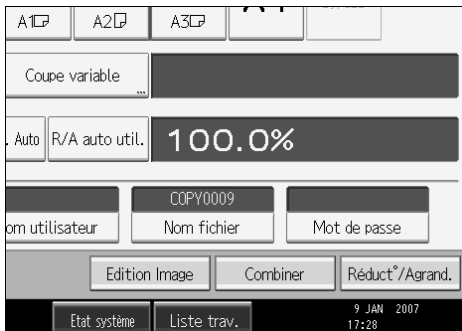 A1 A2 A3
Coupe variable
...
. Auto R/A auto util. 100.0%
COPY0009
om utilisateur Nom fichier Mot de passe
Edition Image Combiner Réduct°/Agrand.
Etat système Liste trav. 9 JAN 2007
17:28